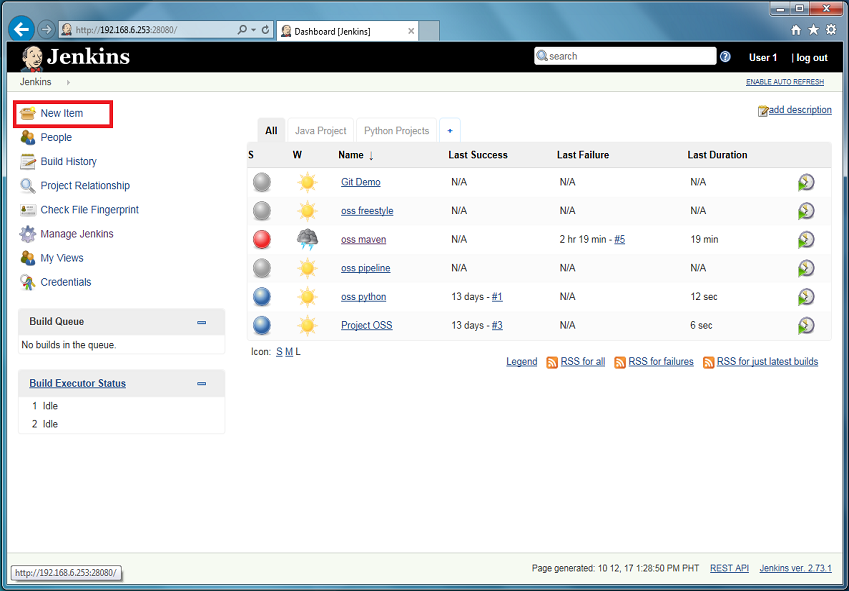 http://192.168.6.253:28080/
Dashboard [Jenkins]
Jenkins
search
User 1 | log out
Jenkins
ENABLE AUTO REFRESH
New Item
People
Build History
Project Relationship
Check File Fingerprint
Manage Jenkins
My Views
Credentials
Build Queue
No builds in the queue.
Build Executor Status
1 Idle
2 Idle
add description
All Java Project Python Projects +
S W Name ↓ Last Success Last Failure Last Duration
Git Demo N/A N/A N/A
oss freestyle N/A N/A N/A
oss maven N/A 2 hr 19 min - #5 19 min
oss pipeline N/A N/A N/A
oss python 13 days - #1 N/A 12 sec
Project OSS 13 days - #3 N/A 6 sec
Icon: S M L
Legend RSS for all RSS for failures RSS for just latest builds
http://192.168.6.253:28080/
Page generated: 10 12, 17 1:28:50 PM PHT REST API Jenkins ver. 2.73.1